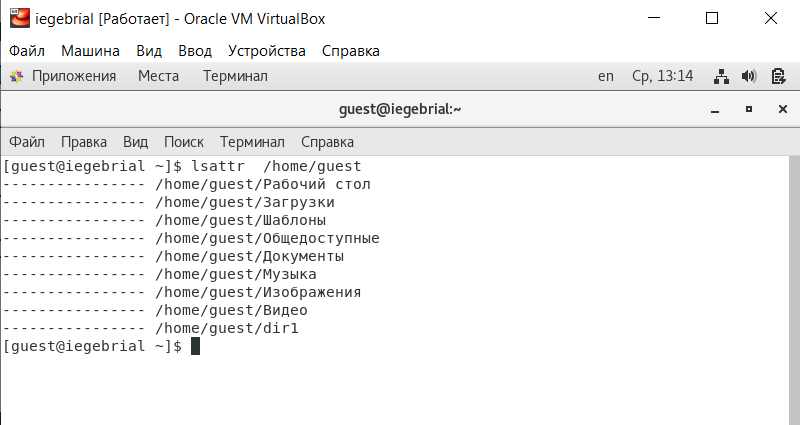 iegebrial [Работает] - Oracle VM VirtualBox
Файл Машина Вид Ввод Устройства Справка
Приложения Места Терминал en Ср, 13:14
guest@iegebrial:~
Файл Правка Вид Поиск Терминал Справка
[guest@iegebrial ~]$ lsattr  /home/guest
---------------- /home/guest/Рабочий стол
---------------- /home/guest/Загрузки
---------------- /home/guest/Шаблоны
---------------- /home/guest/Общедоступные
---------------- /home/guest/Документы
---------------- /home/guest/Музыка
---------------- /home/guest/Изображения
---------------- /home/guest/Видео
---------------- /home/guest/dir1
[guest@iegebrial ~]$